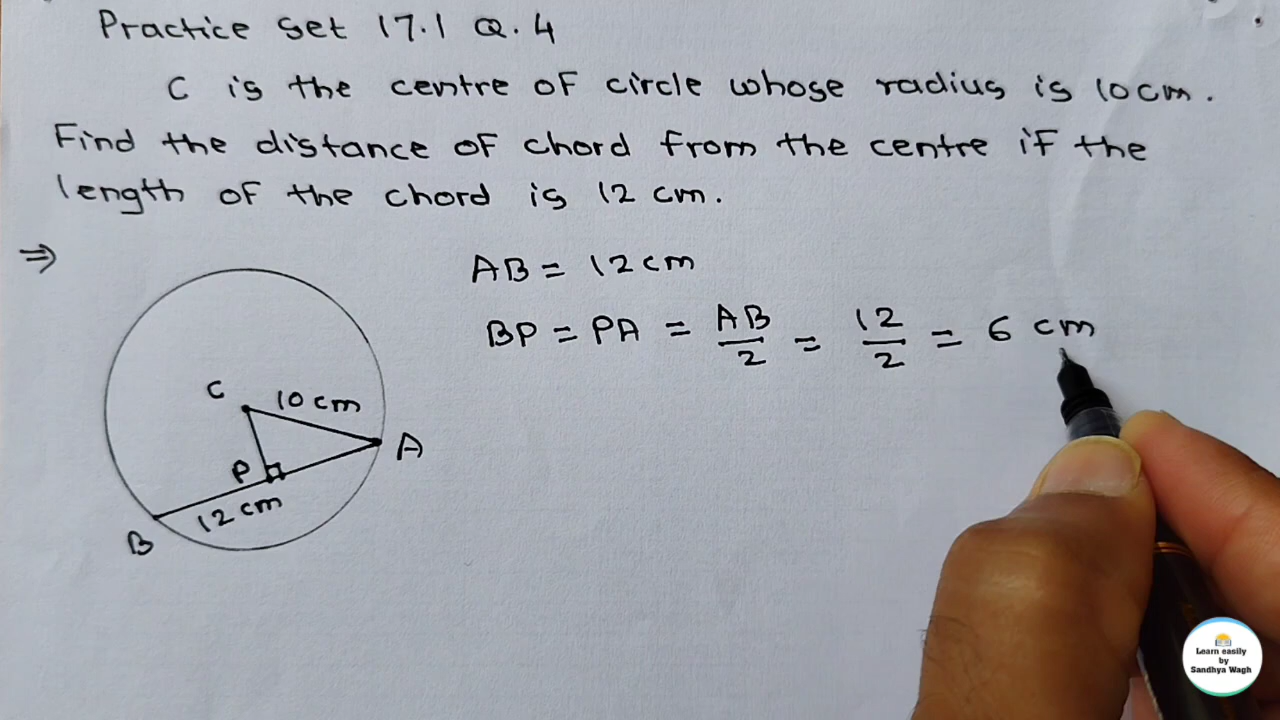 Practice set 17.1 Q.4
C is the centre of circle whose radius is 10cm.
Find the distance of chord from the centre if the
length of the chord is 12 cm.
⇒
AB = 12cm
BP = PA = AB/2 = 12/2 = 6 cm
C
10 cm
A
P
12 cm
B
Learn easily
by
Sandhya Wagh